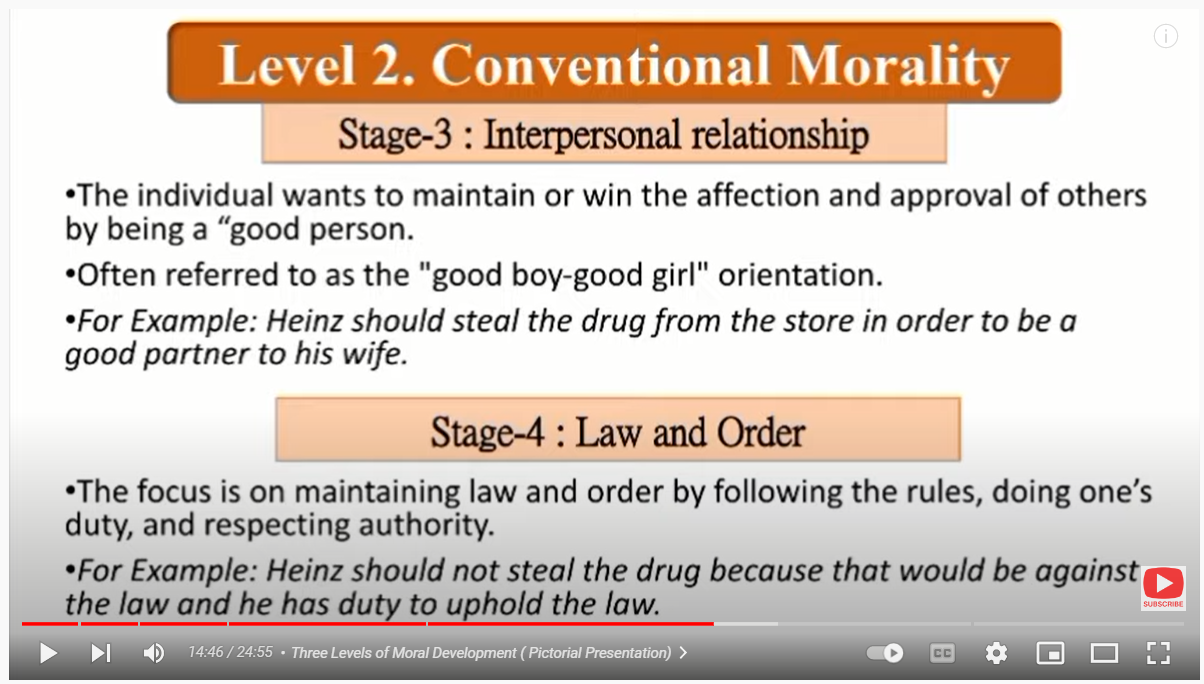 Level 2. Conventional Morality
Stage-3 : Interpersonal relationship
•The individual wants to maintain or win the affection and approval of others
by being a “good person.
•Often referred to as the "good boy-good girl" orientation.
•For Example: Heinz should steal the drug from the store in order to be a
good partner to his wife.
Stage-4 : Law and Order
•The focus is on maintaining law and order by following the rules, doing one’s
duty, and respecting authority.
•For Example: Heinz should not steal the drug because that would be against
the law and he has duty to uphold the law.
SUBSCRIBE
14:46 / 24:55 • Three Levels of Moral Development ( Pictorial Presentation)
CC